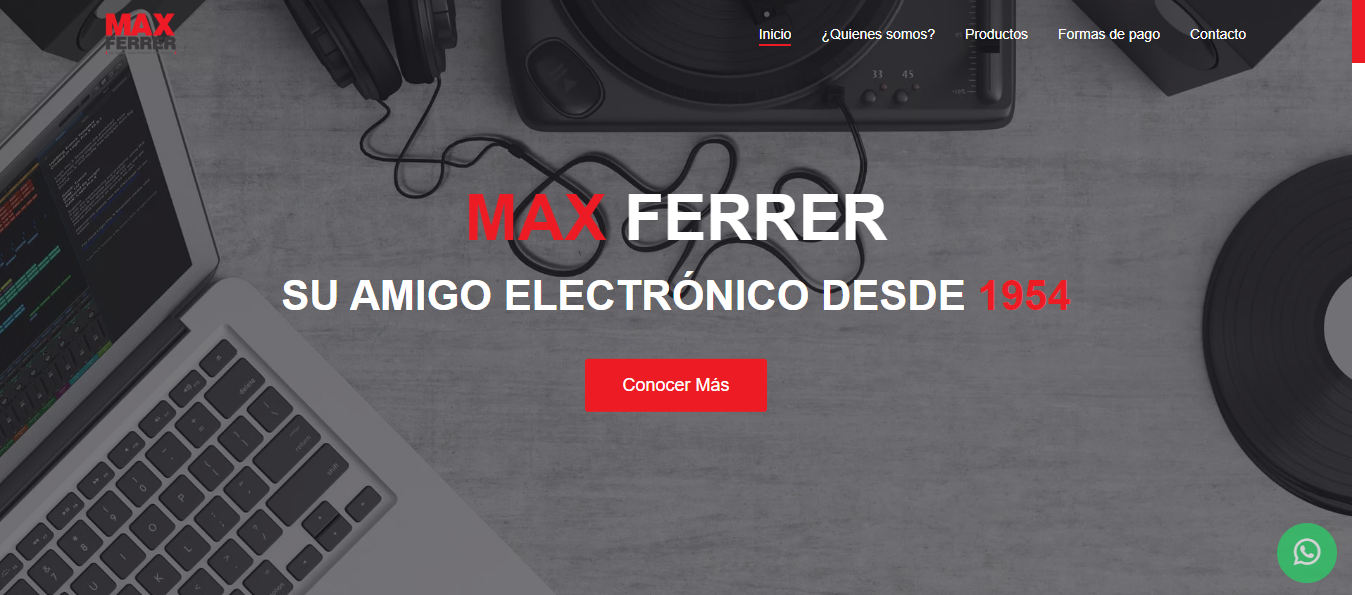 MAX
FERRER
Inicio
¿Quienes somos?
Productos
Formas de pago
Contacto
33 45
MAX FERRER
SU AMIGO ELECTRÓNICO DESDE 1954
Conocer Más